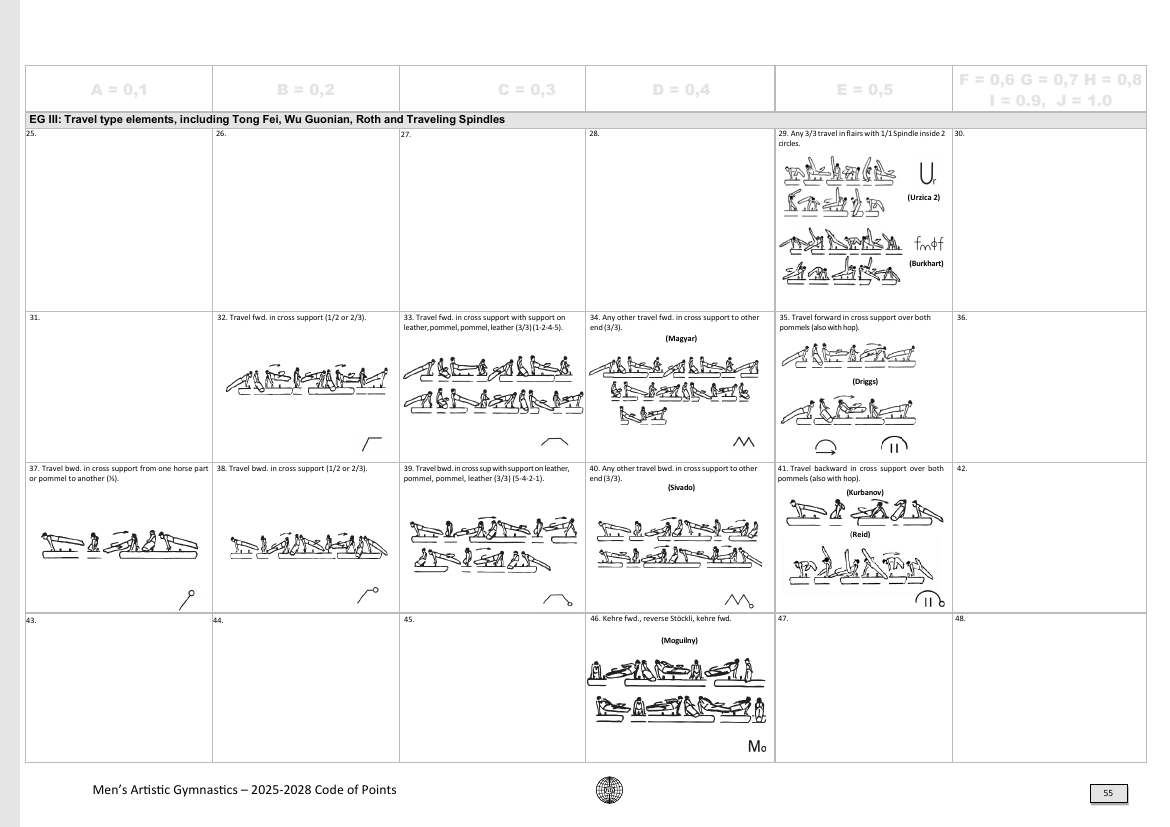 A = 0,1
B = 0,2
C = 0,3
D = 0,4
E = 0,5
F = 0,6 G = 0,7 H = 0,8
I = 0.9, J = 1.0
EG III: Travel type elements, including Tong Fei, Wu Guonian, Roth and Traveling Spindles
25.
26.
27.
28.
29. Any 3/3 travel in flairs with 1/1 Spindle inside 2
circles.
U r
(Urzica 2)
(Burkhart)
30.
31.
32. Travel fwd. in cross support (1/2 or 2/3).
33. Travel fwd. in cross support with support on
leather, pommel, pommel, leather (3/3) (1-2-4-5).
34. Any other travel fwd. in cross support to other
end (3/3).
(Magyar)
35. Travel forward in cross support over both
pommels (also with hop).
(Driggs)
36.
37. Travel bwd. in cross support from one horse part
or pommel to another (⅓).
38. Travel bwd. in cross support (1/2 or 2/3).
39. Travel bwd. in cross sup with support on leather,
pommel, pommel, leather (3/3) (5-4-2-1).
40. Any other travel bwd. in cross support to other
end (3/3).
(Sivado)
41. Travel backward in cross support over both
pommels (also with hop).
(Kurbanov)
(Reid)
42.
43.
44.
45.
46. Kehre fwd., reverse Stöckli, kehre fwd.
(Moguilny)
Mo
47.
48.
Men's Artistic Gymnastics – 2025-2028 Code of Points
55